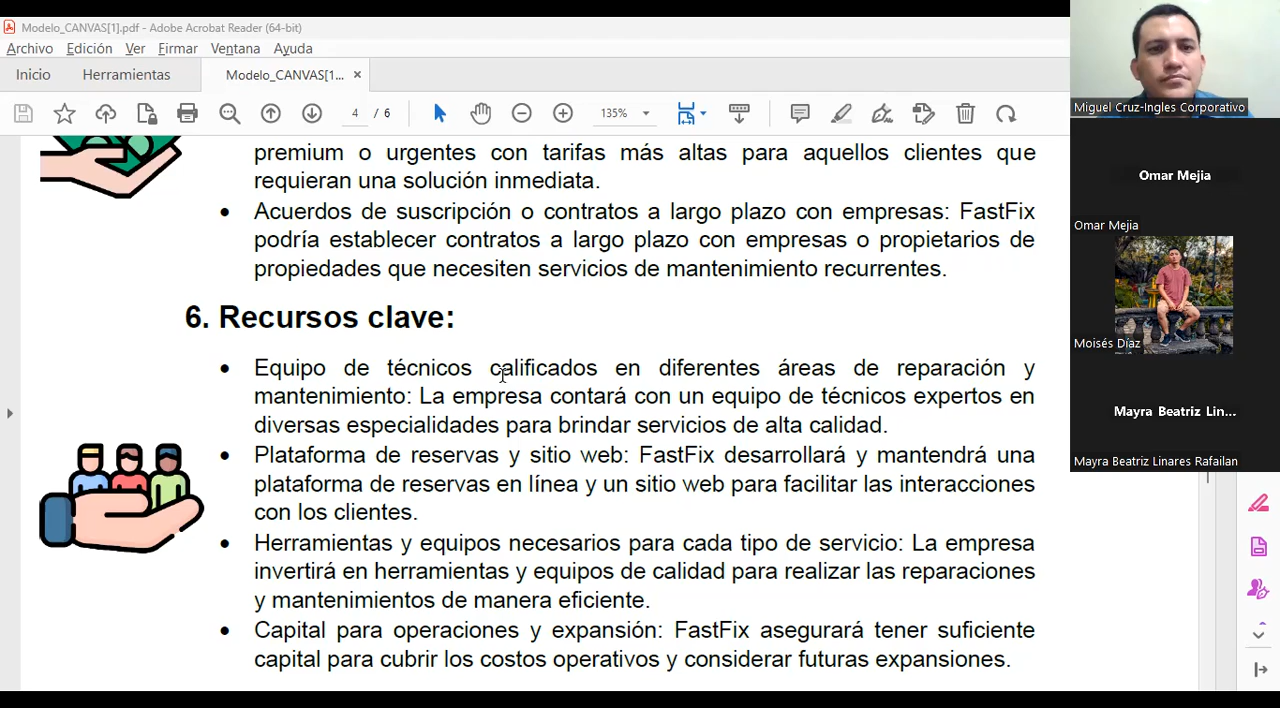 Modelo_CANVAS[1].pdf - Adobe Acrobat Reader (64-bit)
Archivo Edición Ver Firmar Ventana Ayuda
Inicio Herramientas Modelo_CANVAS[1... ×
4 / 6 135%
premium o urgentes con tarifas más altas para aquellos clientes que
requieran una solución inmediata.
• Acuerdos de suscripción o contratos a largo plazo con empresas: FastFix
podría establecer contratos a largo plazo con empresas o propietarios de
propiedades que necesiten servicios de mantenimiento recurrentes.
6. Recursos clave:
• Equipo de técnicos calificados en diferentes áreas de reparación y
mantenimiento: La empresa contará con un equipo de técnicos expertos en
diversas especialidades para brindar servicios de alta calidad.
• Plataforma de reservas y sitio web: FastFix desarrollará y mantendrá una
plataforma de reservas en línea y un sitio web para facilitar las interacciones
con los clientes.
• Herramientas y equipos necesarios para cada tipo de servicio: La empresa
invertirá en herramientas y equipos de calidad para realizar las reparaciones
y mantenimientos de manera eficiente.
• Capital para operaciones y expansión: FastFix asegurará tener suficiente
capital para cubrir los costos operativos y considerar futuras expansiones.
Miguel Cruz-Ingles Corporativo
Omar Mejia
Omar Mejia
Moisés Díaz
Mayra Beatriz Lin...
Mayra Beatriz Linares Rafailan